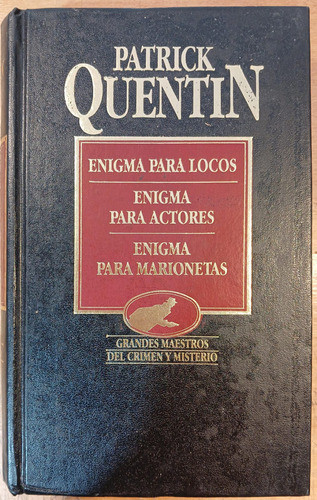 PATRICK
QUENTIN
ENIGMA PARA LOCOS
ENIGMA
PARA ACTORES
ENIGMA
PARA MARIONETAS
GRANDES MAESTROS
DEL CRIMEN Y MISTERIO